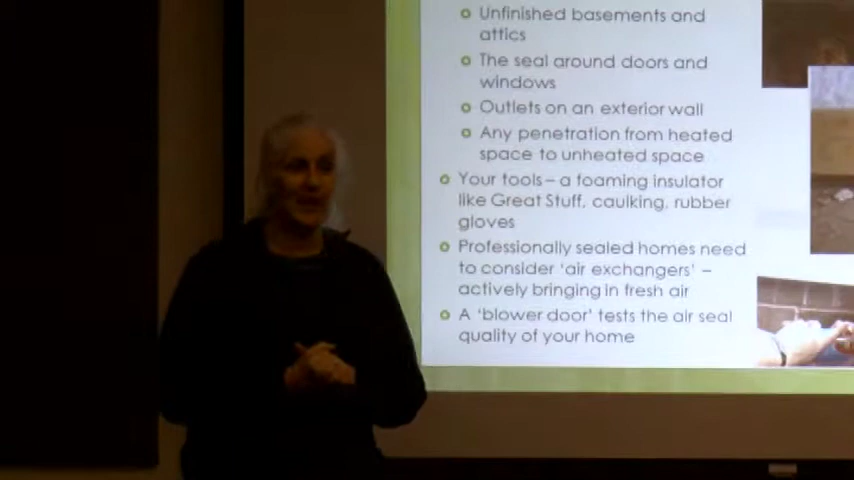 Unfinished basements and
attics
The seal around doors and
windows
Outlets on an exterior wall
Any penetration from heated
space to unheated space
Your tools – a foaming insulator
like Great Stuff, caulking, rubber
gloves
Professionally sealed homes need
to consider 'air exchangers' –
actively bringing in fresh air
A 'blower door' tests the air seal
quality of your home